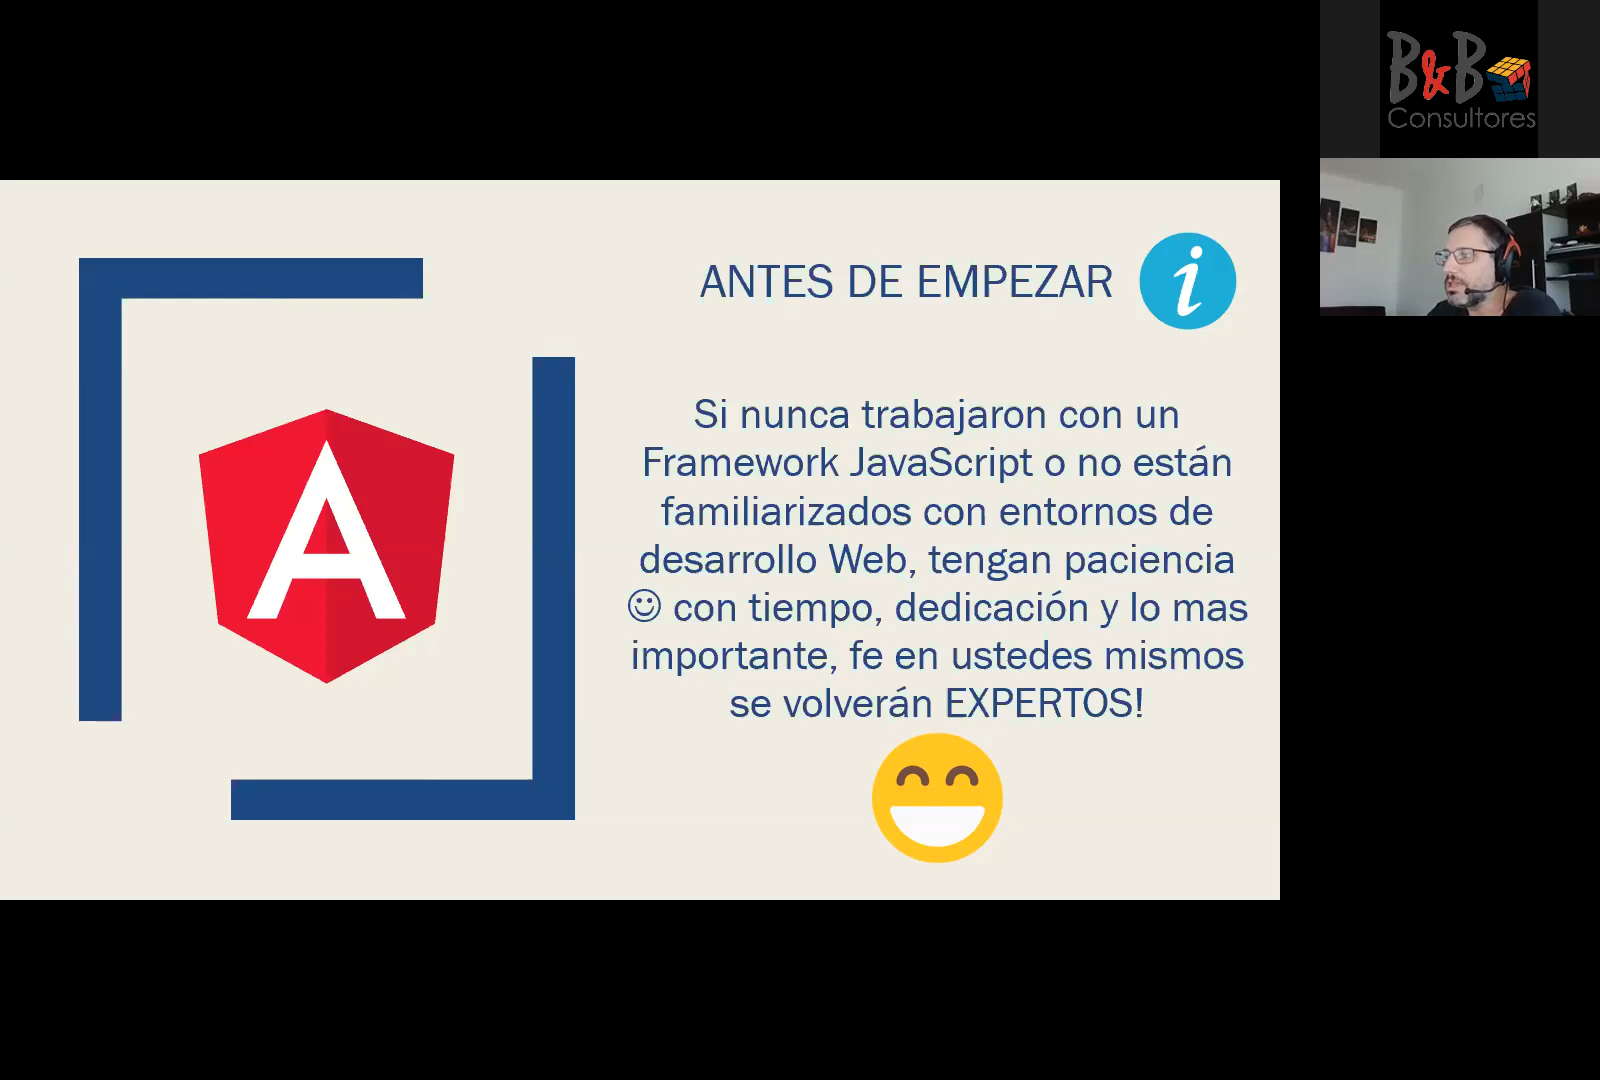 B&B
Consultores
ANTES DE EMPEZAR
i
Si nunca trabajaron con un
Framework JavaScript o no están
familiarizados con entornos de
desarrollo Web, tengan paciencia
☺ con tiempo, dedicación y lo mas
importante, fe en ustedes mismos
se volverán EXPERTOS!
A